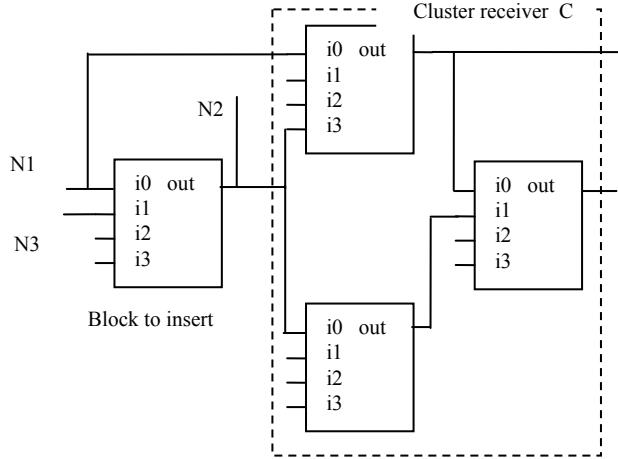 Cluster receiver C
i0 out
i1
i2
i3
N2
N1
i0 out
i1
i2
i3
N3
i0 out
i1
i2
i3
Block to insert
i0 out
i1
i2
i3